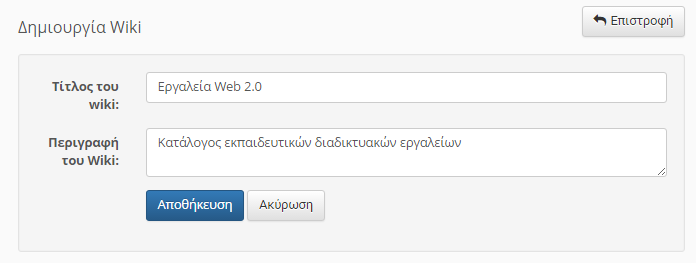 Δημιουργία Wiki
Επιστροφή
Τίτλος του
wiki:
Εργαλεία Web 2.0
Περιγραφή
του Wiki:
Κατάλογος εκπαιδευτικών διαδικτυακών εργαλείων
Αποθήκευση
Ακύρωση